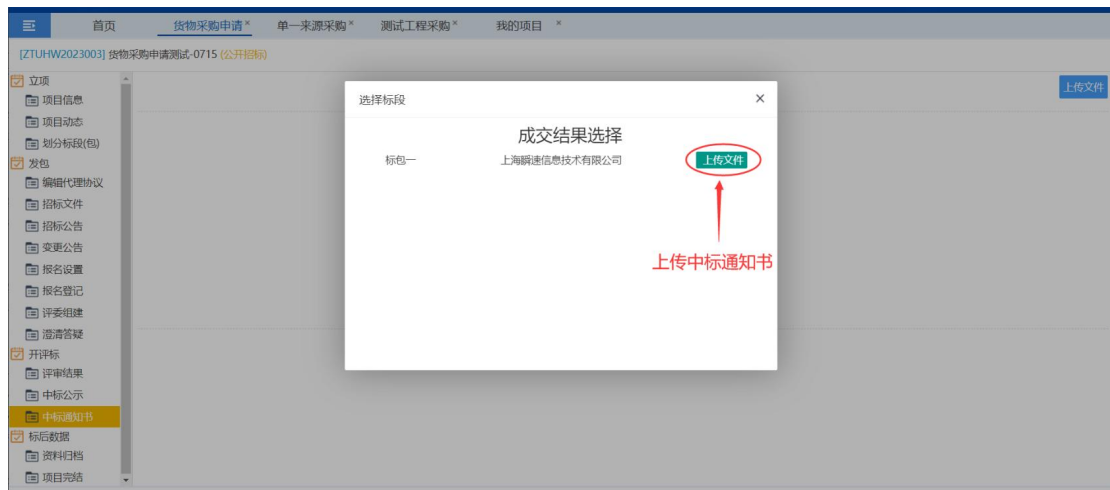 首页 货物采购申请 × 单一来源采购 × 测试工程采购 × 我的项目 ×
[ZTUHW2023003] 货物采购申请测试-0715 (公开招标)
上传文件
立项
项目信息
项目动态
划分标段(包)
发包
编辑代理协议
招标文件
招标公告
变更公告
报名设置
报名登记
评委组建
澄清答疑
开评标
评审结果
中标公示
中标通知书
标后数据
资料归档
项目完结
选择标段 ×
成交结果选择
标包一 上海瞬速信息技术有限公司 上传文件
上传中标通知书